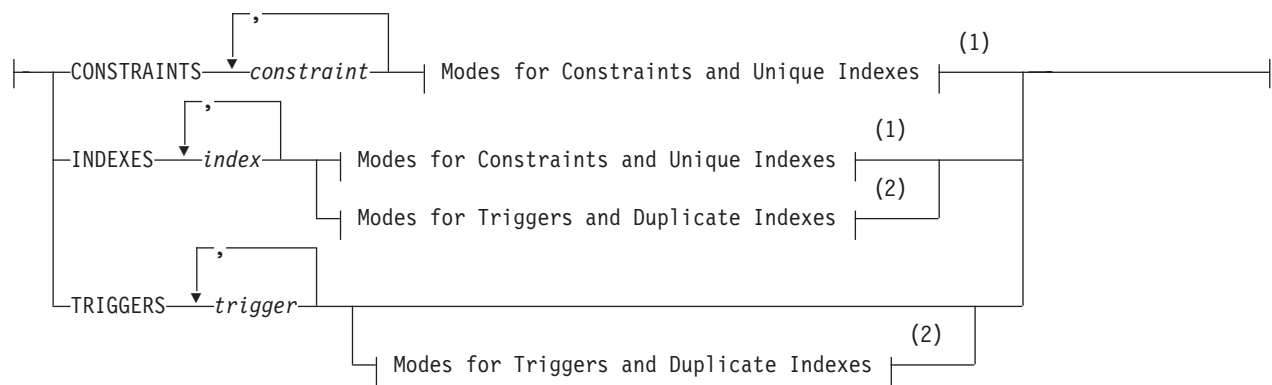 ,
(1)
CONSTRAINTS constraint Modes for Constraints and Unique Indexes
,
(1)
INDEXES index Modes for Constraints and Unique Indexes
(2)
Modes for Triggers and Duplicate Indexes
,
TRIGGERS trigger
(2)
Modes for Triggers and Duplicate Indexes